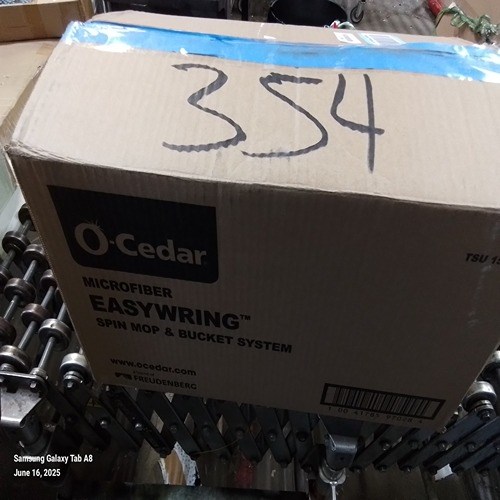 354
O-Cedar
MICROFIBER
EASYWRING™
SPIN MOP & BUCKET SYSTEM
www.ocedar.com
FREUDENBERG
TSU
Samsung Galaxy Tab A8
June 16, 2025